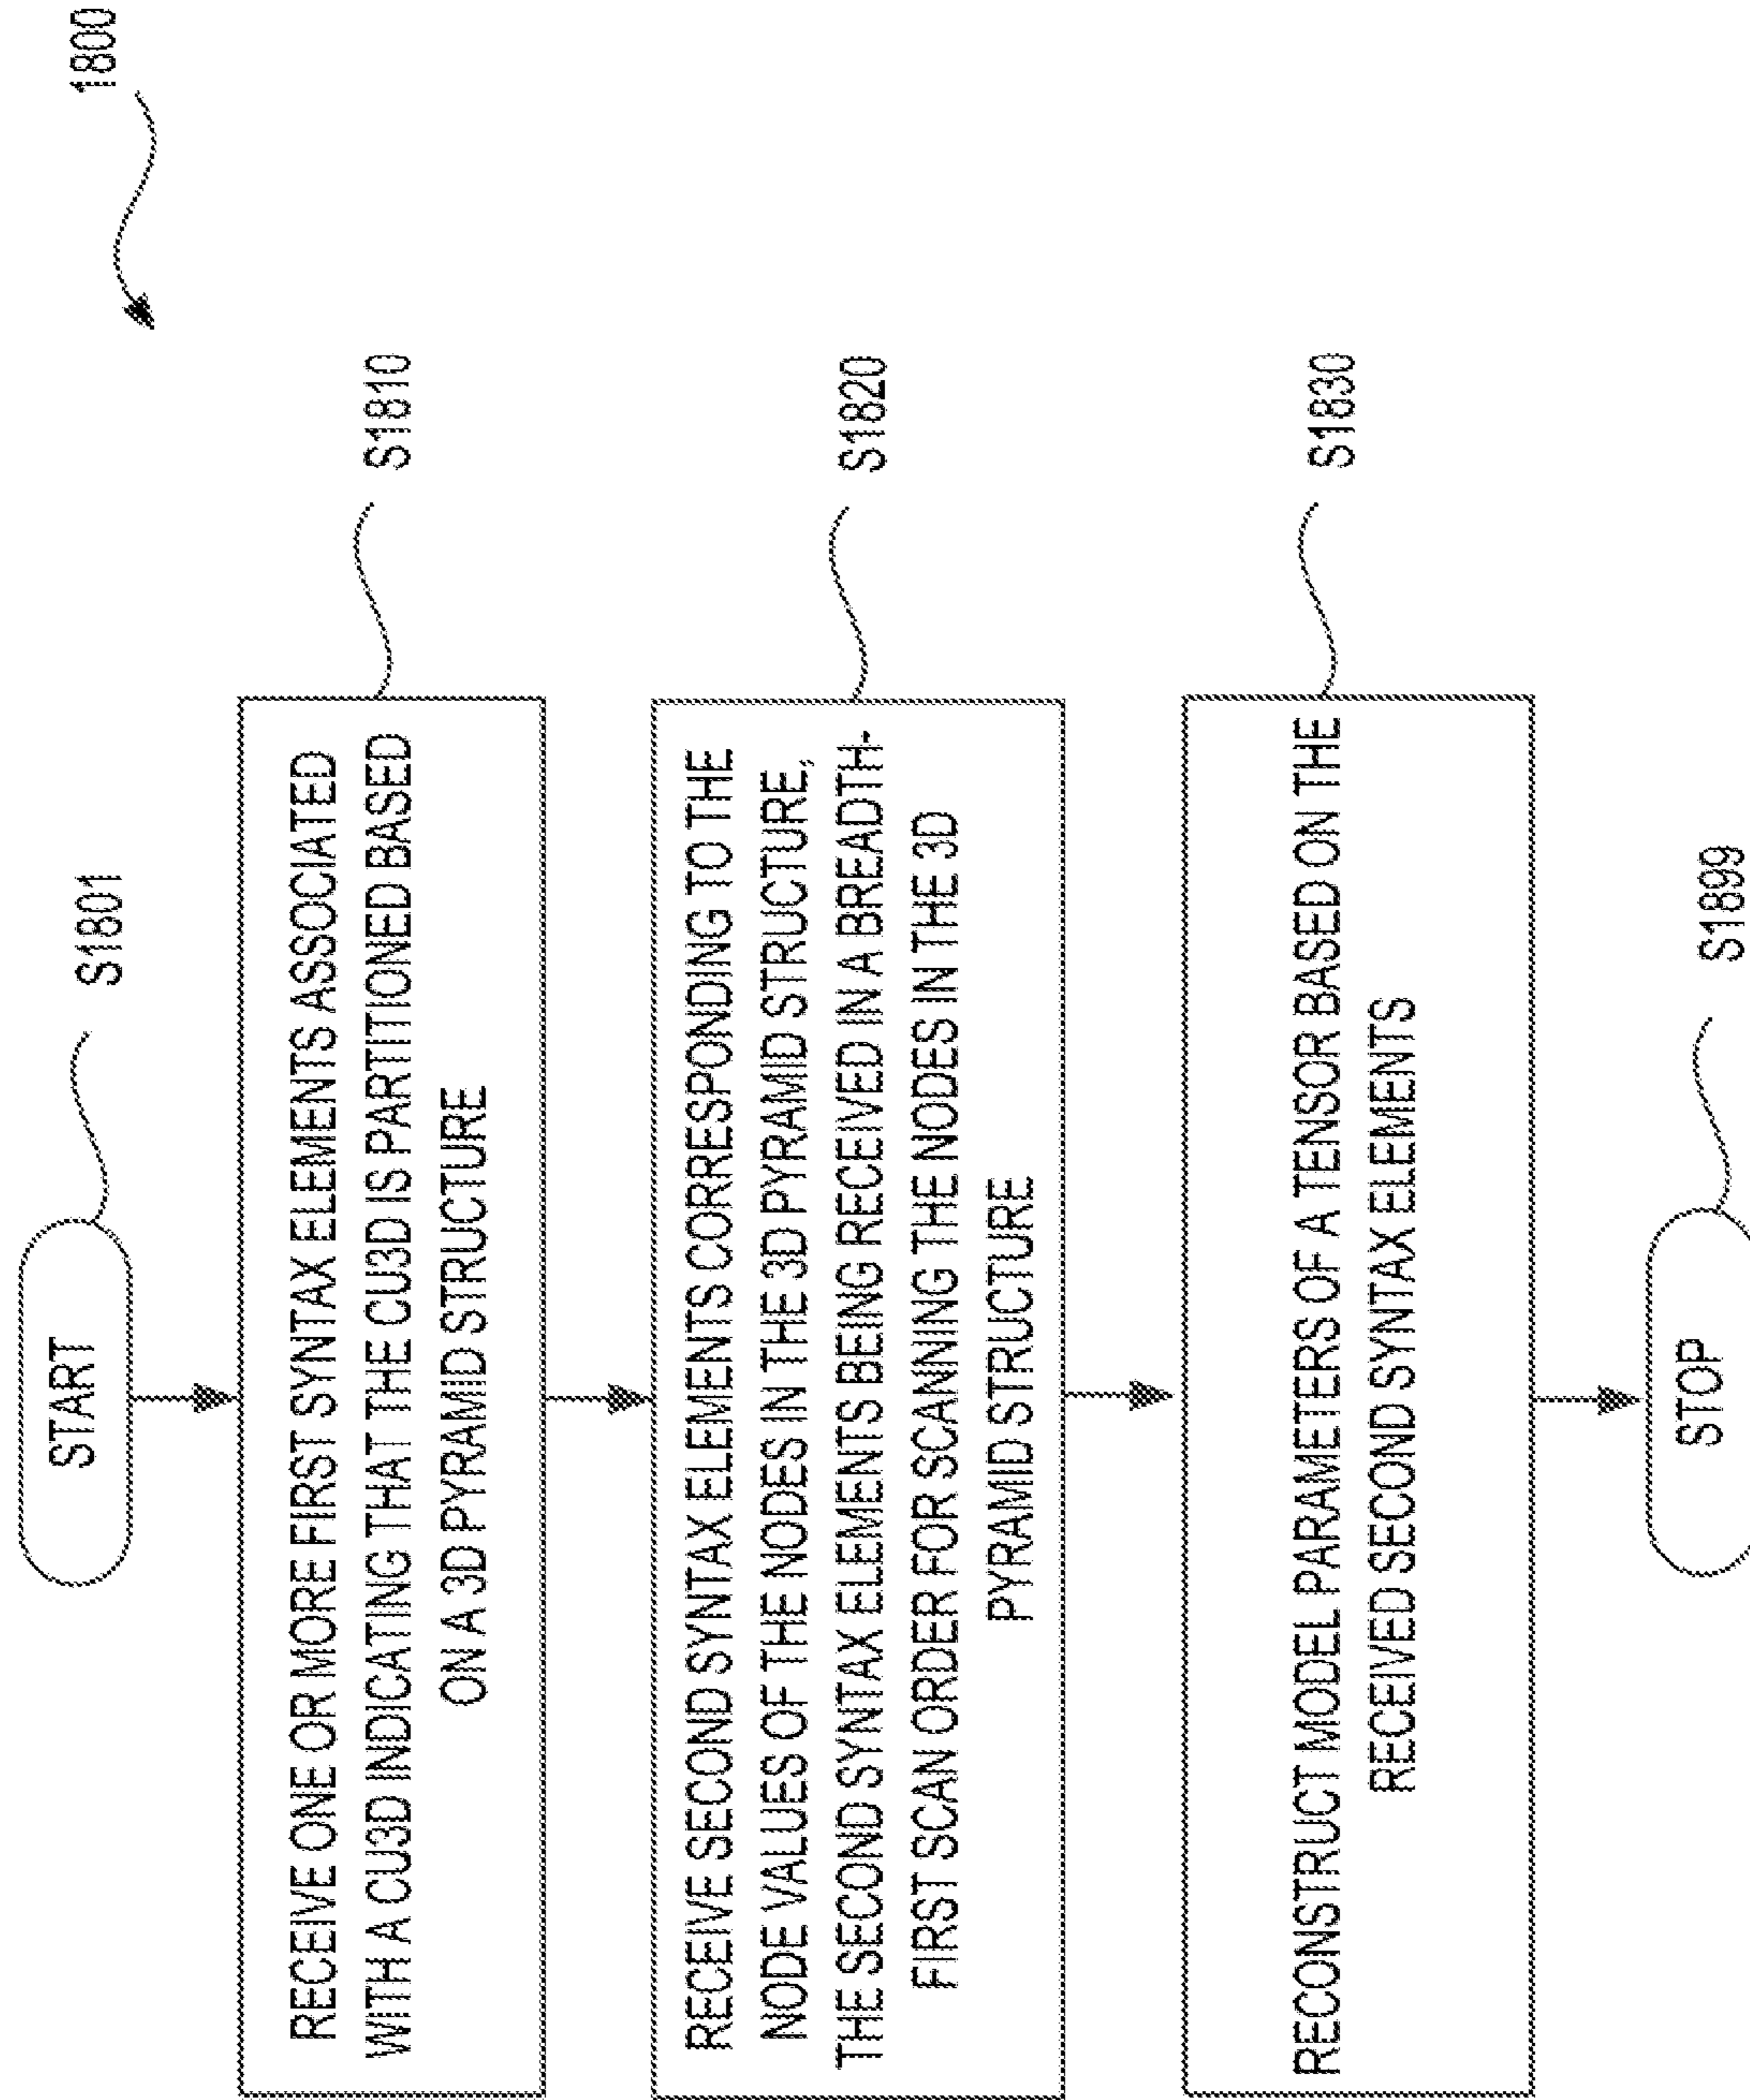 1800
START
S1801
RECEIVE ONE OR MORE FIRST SYNTAX ELEMENTS ASSOCIATED
WITH A CU3D INDICATING THAT THE CU3D IS PARTITIONED BASED
ON A 3D PYRAMID STRUCTURE
S1810
RECEIVE SECOND SYNTAX ELEMENTS CORRESPONDING TO THE
NODE VALUES OF THE NODES IN THE 3D PYRAMID STRUCTURE,
THE SECOND SYNTAX ELEMENTS BEING RECEIVED IN A BREADTH-
FIRST SCAN ORDER FOR SCANNING THE NODES IN THE 3D
PYRAMID STRUCTURE
S1820
RECONSTRUCT MODEL PARAMETERS OF A TENSOR BASED ON THE
RECEIVED SECOND SYNTAX ELEMENTS
S1830
STOP
S1899